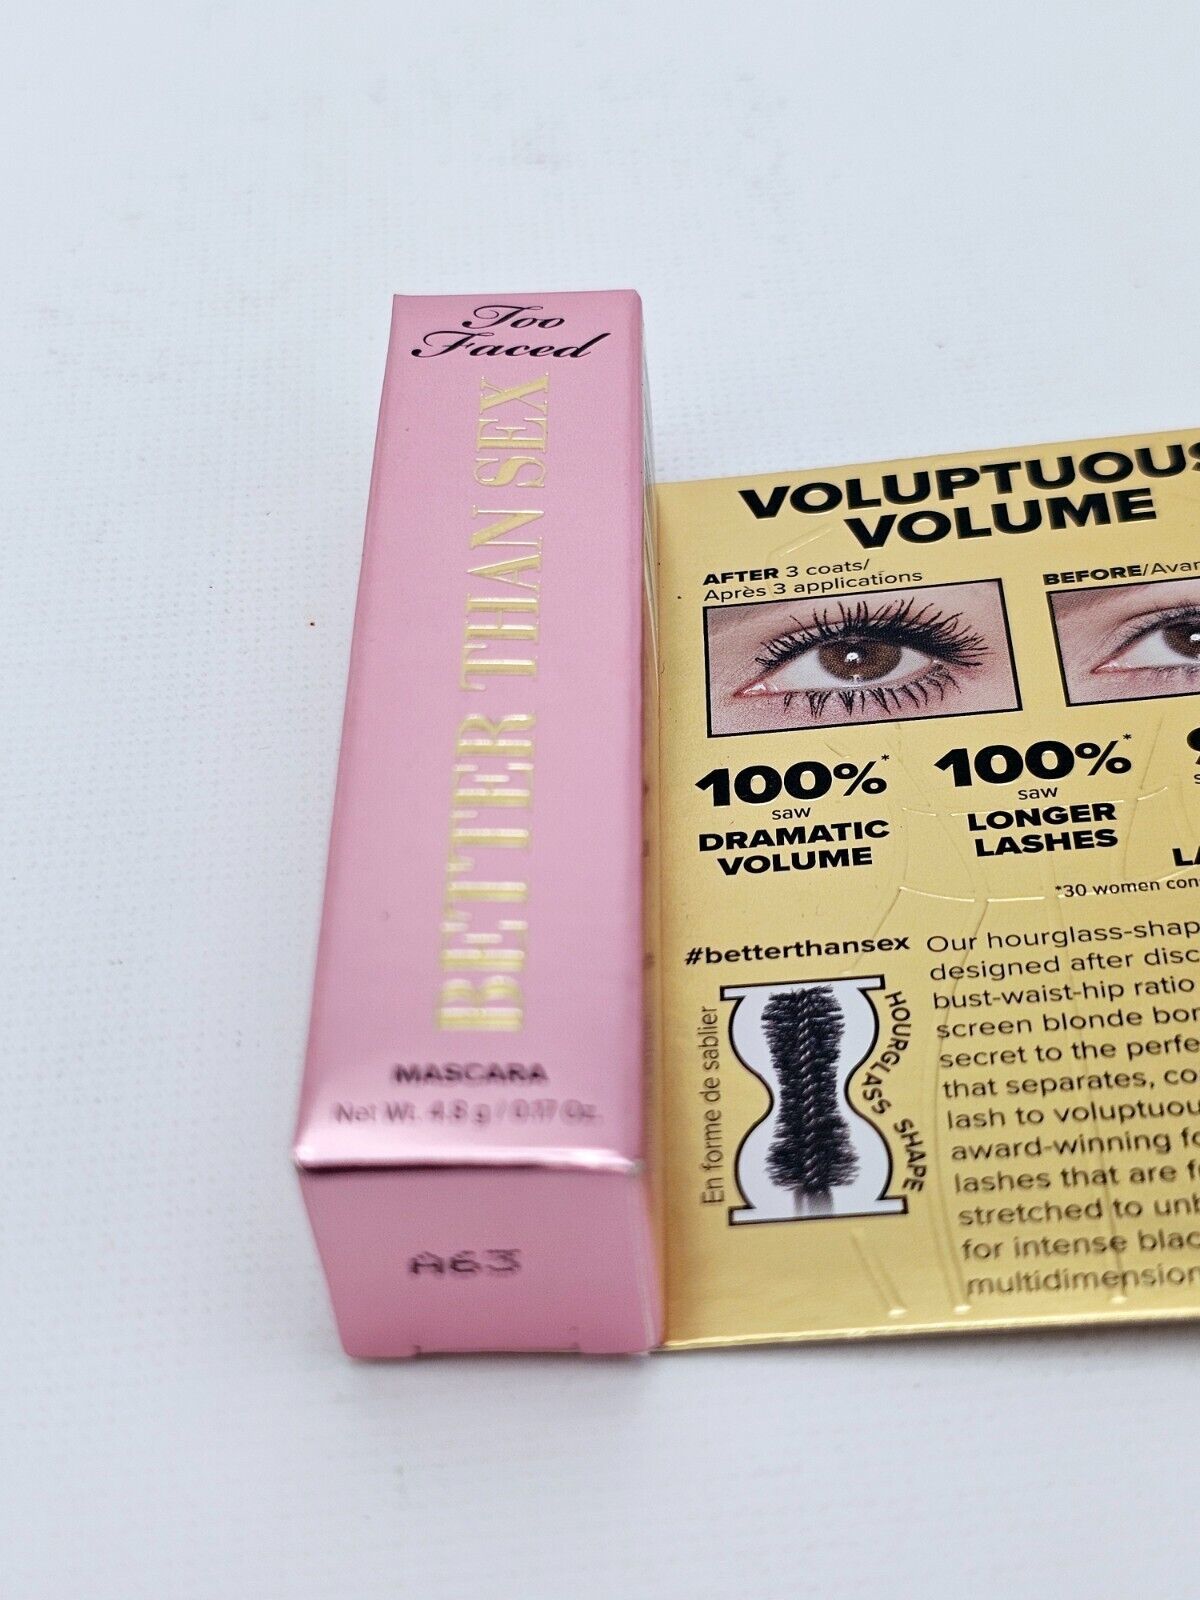 Too
Faced
BETTER THAN SEX
MASCARA
Net Wt. 4.8 g / 0.17 Oz.
A63
VOLUPTUOUS
VOLUME
AFTER 3 coats/
Après 3 applications
BEFORE/Avan
100%*
saw
DRAMATIC
VOLUME
100%*
saw
LONGER
LASHES
*30 women con
#betterthansex
En forme de sablier
HOURGLASS SHAPE
Our hourglass-shap
designed after disc
bust-waist-hip ratio
screen blonde bor
secret to the perfe
that separates, co
lash to voluptuou
award-winning fo
lashes that are f
stretched to unb
for intense blac
multidimension